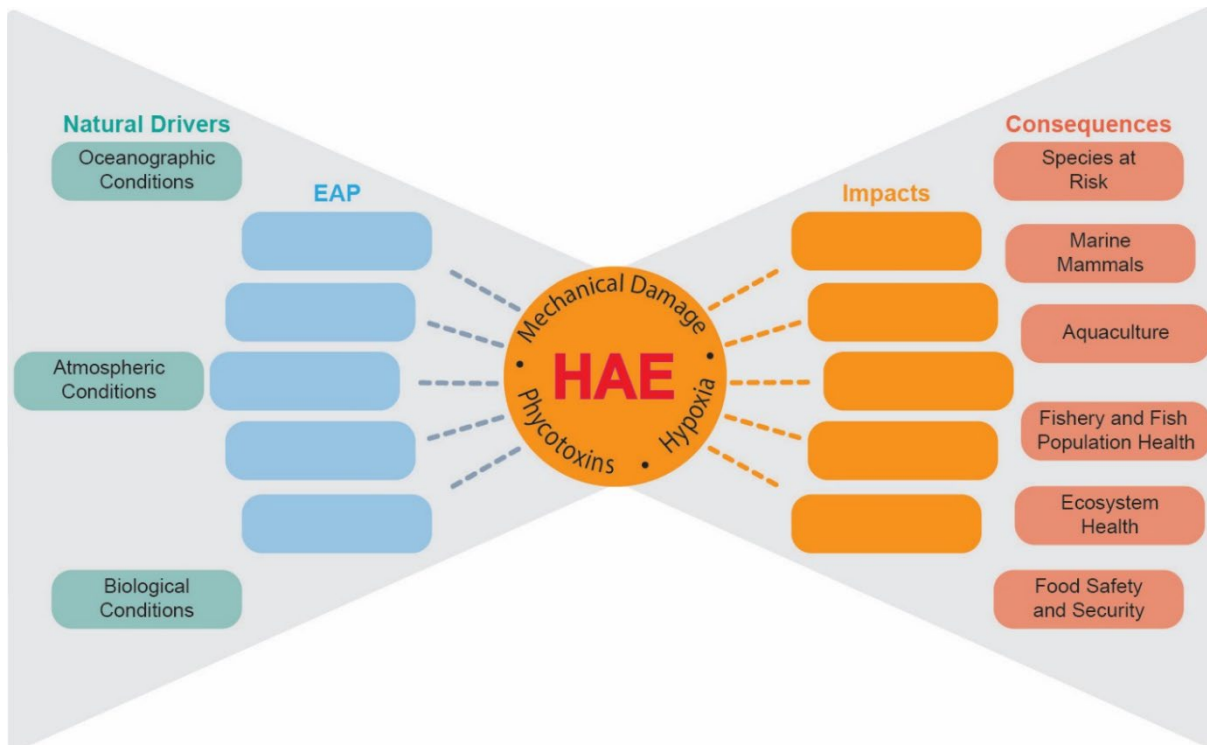 Natural Drivers
Oceanographic
Conditions
Atmospheric
Conditions
Biological
Conditions
EAP
Mechanical Damage
HAE
Phycotoxins • Hypoxia •
Impacts
Consequences
Species at
Risk
Marine
Mammals
Aquaculture
Fishery and Fish
Population Health
Ecosystem
Health
Food Safety
and Security